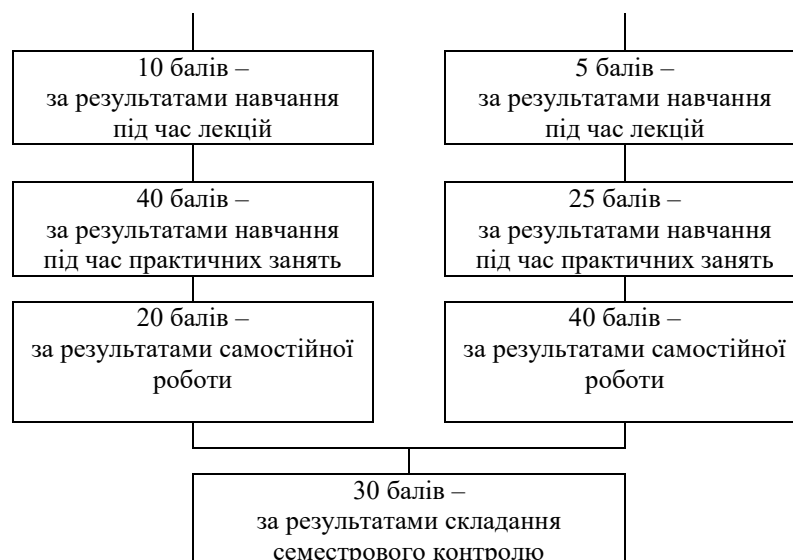 10 балів –
за результатами навчання
під час лекцій
5 балів –
за результатами навчання
під час лекцій
40 балів –
за результатами навчання
під час практичних занять
25 балів –
за результатами навчання
під час практичних занять
20 балів –
за результатами самостійної
роботи
40 балів –
за результатами самостійної
роботи
30 балів –
за результатами складання
семестрового контролю